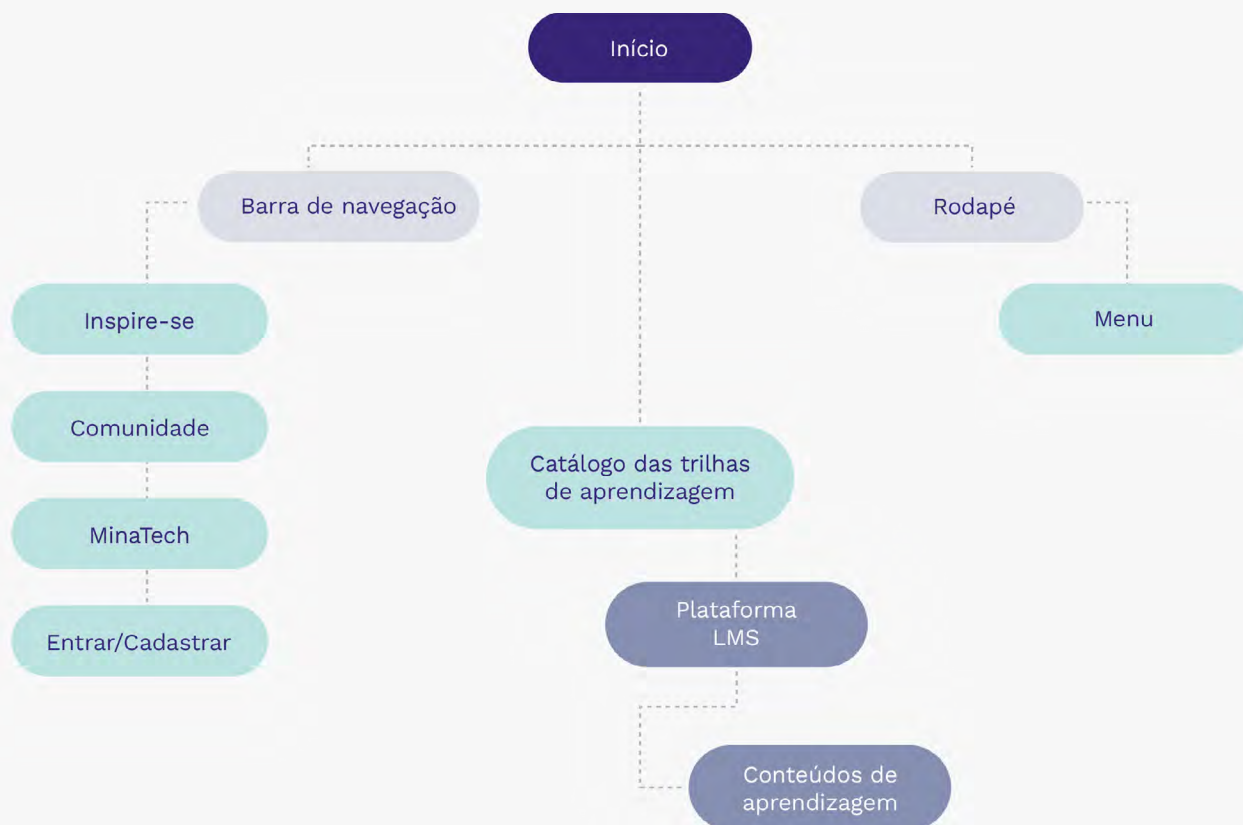 Início
Barra de navegação
Rodapé
Inspire-se
Menu
Comunidade
Catálogo das trilhas
de aprendizagem
MinaTech
Plataforma
LMS
Entrar/Cadastrar
Conteúdos de
aprendizagem